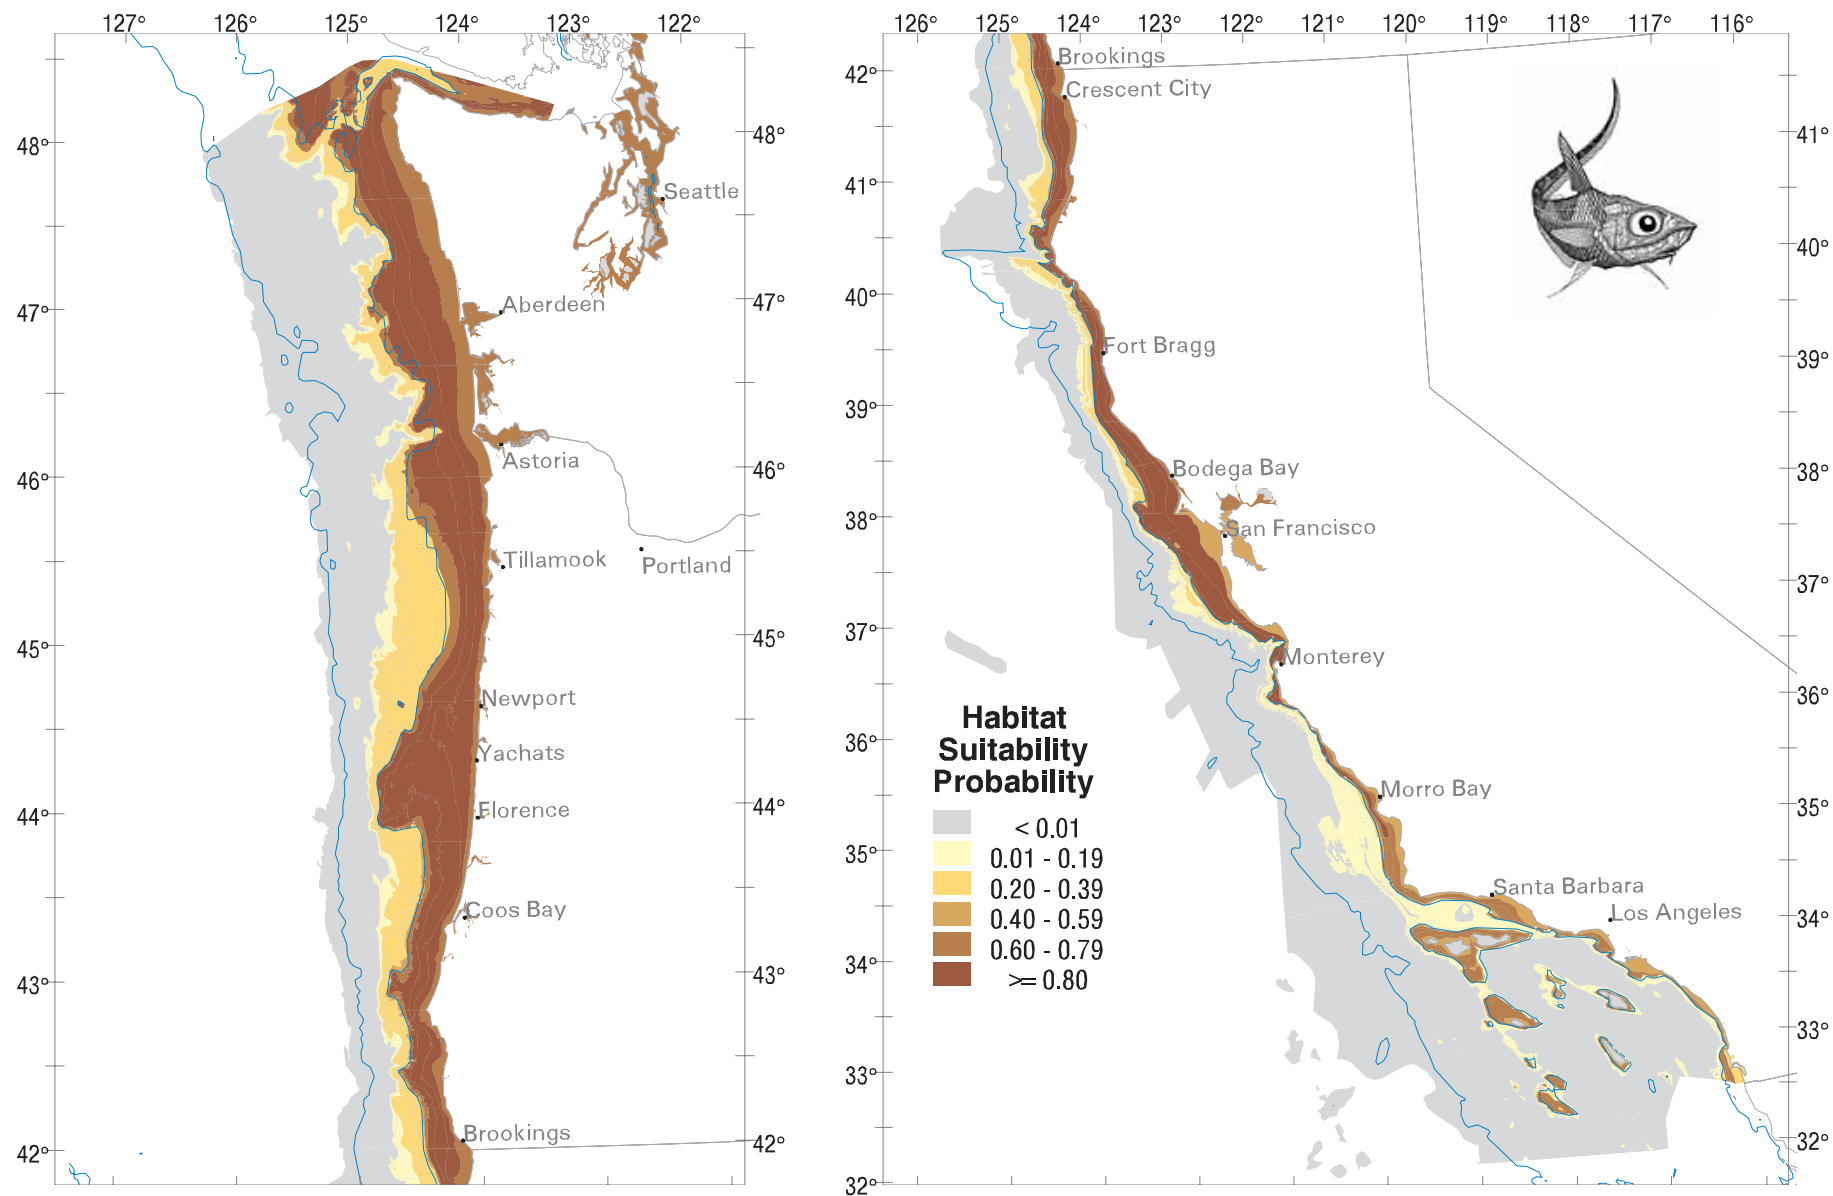 127° 126° 125° 124° 123° 122°
48° 48°
Seattle
47° 47°
Aberdeen
46° 46°
Astoria
Tillamook
Portland
45° 45°
Newport
Yachats
44° 44°
Florence
Coos Bay
43° 43°
Brookings
42° 42°
126° 125° 124° 123° 122° 121° 120° 119° 118° 117° 116°
Brookings
42°
Crescent City
41°
41°
40°
40°
Fort Bragg
39°
39°
Bodega Bay
38°
38°
San Francisco
37°
37°
Monterey
36°
36°
Morro Bay
35°
35°
Santa Barbara
Los Angeles
34°
34°
33°
33°
32°
32°
Habitat
Suitability
Probability
< 0.01
0.01 - 0.19
0.20 - 0.39
0.40 - 0.59
0.60 - 0.79
>= 0.80